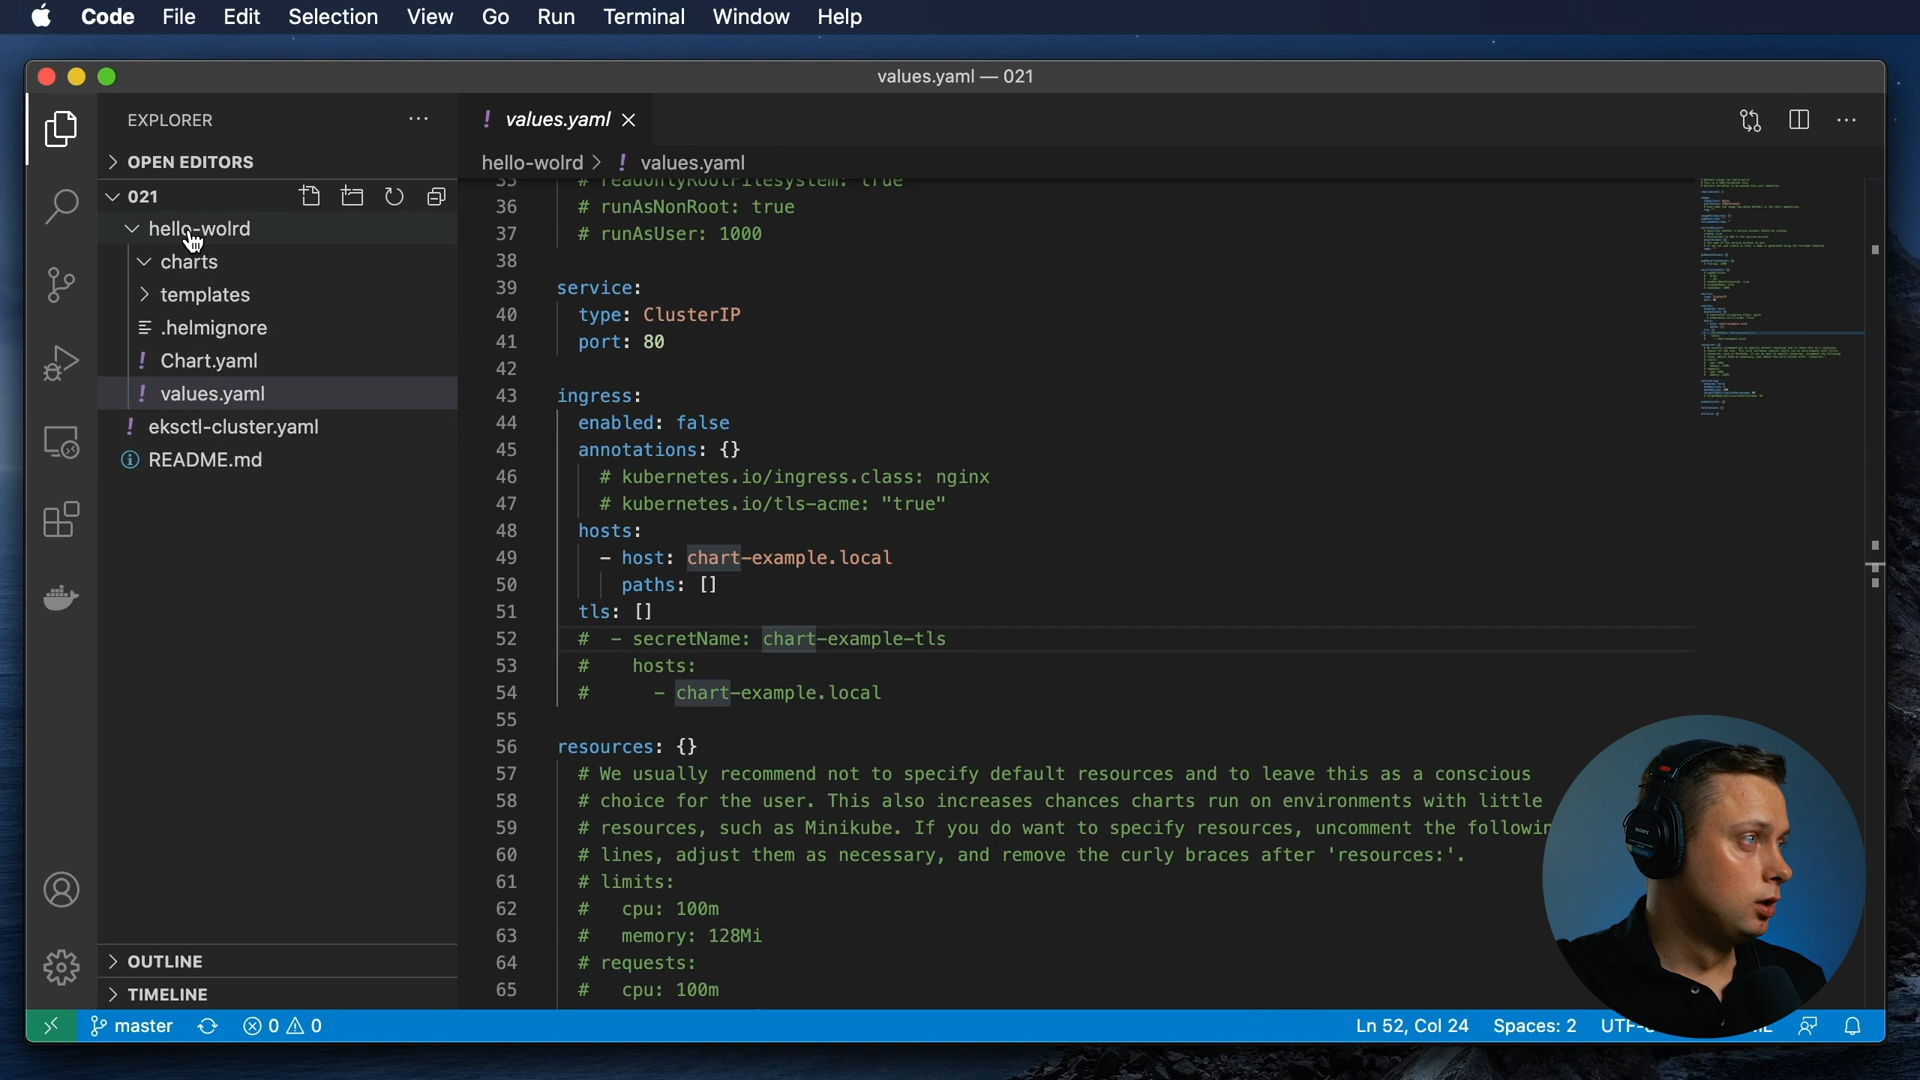 Code File Edit Selection View Go Run Terminal Window Help
values.yaml — 021
EXPLORER
OPEN EDITORS
021
hello-wolrd
charts
templates
.helmignore
Chart.yaml
values.yaml
eksctl-cluster.yaml
README.md
OUTLINE
TIMELINE
values.yaml
hello-wolrd > ! values.yaml
35 # readOnlyRootFilesystem: true
36 # runAsNonRoot: true
37 # runAsUser: 1000
38
39 service:
40 type: ClusterIP
41 port: 80
42
43 ingress:
44 enabled: false
45 annotations: {}
46 # kubernetes.io/ingress.class: nginx
47 # kubernetes.io/tls-acme: "true"
48 hosts:
49 - host: chart-example.local
50 paths: []
51 tls: []
52 # - secretName: chart-example-tls
53 # hosts:
54 # - chart-example.local
55
56 resources: {}
57 # We usually recommend not to specify default resources and to leave this as a conscious
58 # choice for the user. This also increases chances charts run on environments with little
59 # resources, such as Minikube. If you do want to specify resources, uncomment the followin
60 # lines, adjust them as necessary, and remove the curly braces after 'resources:'.
61 # limits:
62 # cpu: 100m
63 # memory: 128Mi
64 # requests:
65 # cpu: 100m
master 0 0 Ln 52, Col 24 Spaces: 2